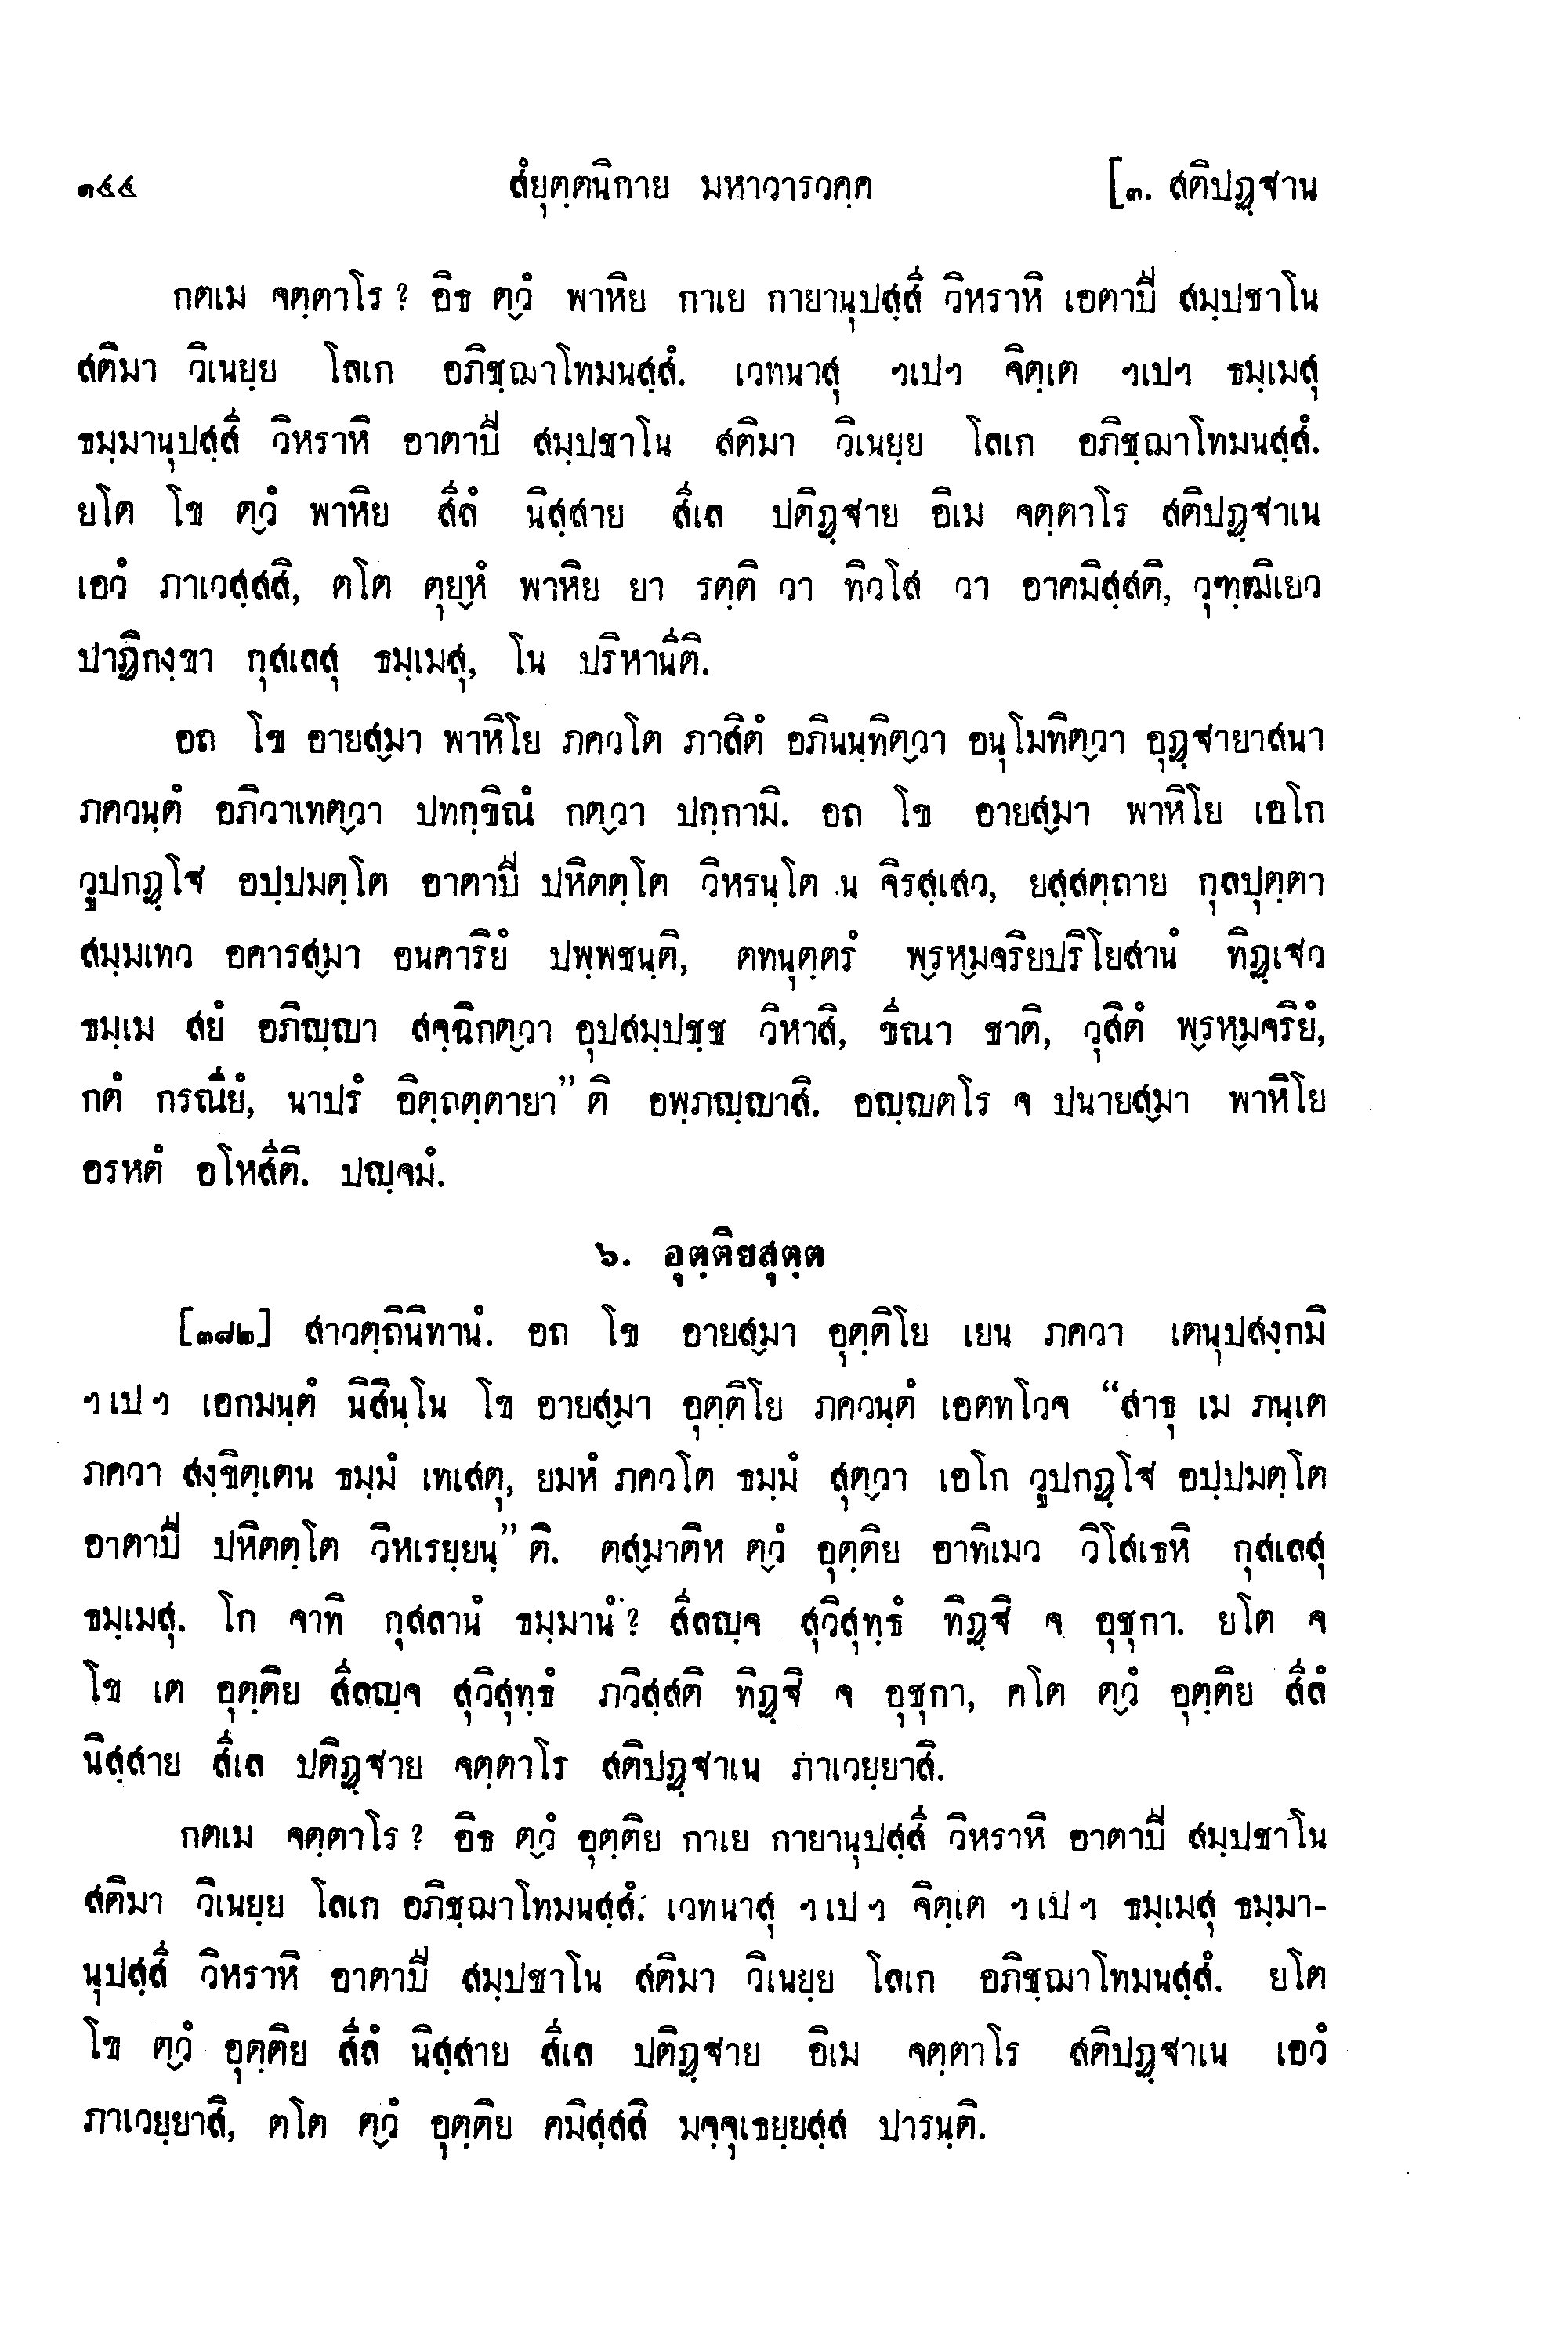 ๑๔๔ สํยุตฺตนิกาย มหาวารวคฺค [๓. สติปฏฺฐาน
กตเม จตฺตาโร ? อิธ ตฺวํ พาหิย กาเย กายานุปสฺสี วิหราหิ เอตาปี สมฺปชาโน
สติมา วิเนยฺย โลเก อภิชฺฌาโทมนสฺสํ. เวทนาสุ ฯเปฯ จิตฺเต ฯเปฯ ธมฺเมสุ
ธมฺมานุปสฺสี วิหราหิ อาตาปี สมฺปชาโน สติมา วิเนยฺย โลเก อภิชฺฌาโทมนสฺสํ.
ยโต โข ตฺวํ พาหิย สีลํ นิสฺสาย สีเล ปติฏฺฐาย อิเม จตฺตาโร สติปฏฺฐาเน
เอวํ ภาเวสฺสสิ, ตโต ตุยฺหํ พาหิย ยา รตฺติ วา ทิวโส วา อาคมิสฺสติ, วุฑฺฒิเยว
ปาฏิกงฺขา กุสเลสุ ธมฺเมสุ, โน ปริหานีติ.
อถ โข อายสฺมา พาหิโย ภควโต ภาสิตํ อภินนฺทิตฺวา อนุโมทิตฺวา อุฏฺฐายาสนา
ภควนฺตํ อภิวาเทตฺวา ปทกฺขิณํ กตฺวา ปกฺกามิ. อถ โข อายสฺมา พาหิโย เอโก
วูปกฏฺโฐ อปฺปมตฺโต อาตาปี ปหิตตฺโต วิหรนฺโต น จิรสฺเสว, ยสฺสตฺถาย กุลปุตฺตา
สมฺมเทว อคารสฺมา อนคาริยํ ปพฺพชนฺติ, ตทนุตฺตรํ พฺรหฺมจริยปริโยสานํ ทิฏฺเฐว
ธมฺเม สยํ อภิญฺญา สจฺฉิกตฺวา อุปสมฺปชฺช วิหาสิ, ขีณา ชาติ, วุสิตํ พฺรหฺมจริยํ,
กตํ กรณียํ, นาปรํ อิตฺถตฺตายา” ติ อพฺภญฺญาสิ. อญฺญตโร จ ปนายสฺมา พาหิโย
อรหตํ อโหสีติ. ปญฺจมํ.
๖. อุตฺติยสุตฺต
[๓๘๒] สาวตฺถินิทานํ. อถ โข อายสฺมา อุตฺติโย เยน ภควา เตนุปสงฺกมิ
ฯ เป ฯ เอกมนฺตํ นิสินฺโน โข อายสฺมา อุตฺติโย ภควนฺตํ เอตทโวจ “สาธุ เม ภนฺเต
ภควา สงฺขิตฺเตน ธมฺมํ เทเสตุ, ยมหํ ภควโต ธมฺมํ สุตฺวา เอโก วูปกฏฺโฐ อปฺปมตฺโต
อาตาปี ปหิตตฺโต วิหเรยฺยนฺ” ติ. ตสฺมาติห ตฺวํ อุตฺติย อาทิเมว วิโสเธหิ กุสเลสุ
ธมฺเมสุ. โก จาทิ กุสลานํ ธมฺมานํ ? สีลญฺจ สุวิสุทฺธํ ทิฏฺฐิ จ อุชุกา. ยโต จ
โข เต อุตฺติย สีลญฺจ สุวิสุทฺธํ ภวิสฺสติ ทิฏฺฐิ จ อุชุกา, ตโต ตฺวํ อุตฺติย สีลํ
นิสฺสาย สีเล ปติฏฺฐาย จตฺตาโร สติปฏฺฐาเน ภาเวยฺยาสิ.
กตเม จตฺตาโร ? อิธ ตฺวํ อุตฺติย กาเย กายานุปสฺสี วิหราหิ อาตาปี สมฺปชาโน
สติมา วิเนยฺย โลเก อภิชฺฌาโทมนสฺสํ. เวทนาสุ ฯ เป ฯ จิตฺเต ฯ เป ฯ ธมฺเมสุ ธมฺมา-
นุปสฺสี วิหราหิ อาตาปี สมฺปชาโน สติมา วิเนยฺย โลเก อภิชฺฌาโทมนสฺสํ. ยโต
โข ตฺวํ อุตฺติย สีลํ นิสฺสาย สีเล ปติฏฺฐาย อิเม จตฺตาโร สติปฏฺฐาเน เอวํ
ภาเวยฺยาสิ, ตโต ตฺวํ อุตฺติย คมิสฺสสิ มจฺจุเธยฺยสฺส ปารนฺติ.